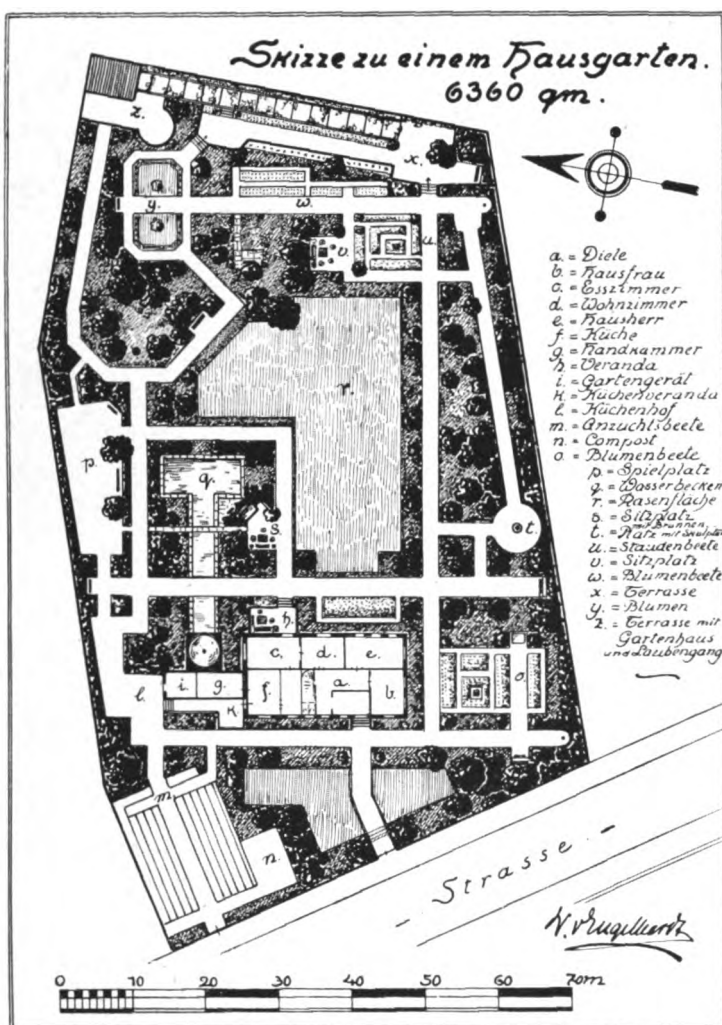 Skizze zu einem Hausgarten.
6360 qm.
a. = Diele
b. = Hausfrau
c. = Esszimmer
d. = Wohnzimmer
e. = Hausherr
f. = Küche
g. = Handkammer
h. = Veranda
i. = Gartengerät
k. = Küchenveranda
l. = Küchenhof
m. = Anzuchtsbeete
n. = Compost
o. = Blumenbeete
p. = Spielplatz
q. = Wasserbecken
r. = Rasenfläche
s. = Sitzplatz
mit Brunnen
t. = Platz mit
u. = Staudenbeete
v. = Sitzplatz
w. = Blumenbeete
x. = Terrasse
y. = Blumen
z. = Terrasse mit
Gartenhaus
und Laubengang
z.
x.
y.
w.
v.
u.
r.
p.
q.
s.
t.
h.
c.
d.
e.
l.
i.
g.
f.
a.
b.
o.
k.
m.
n.
- Strasse. -
W. v. Engelhardt
0 10 20 30 40 50 60 70m